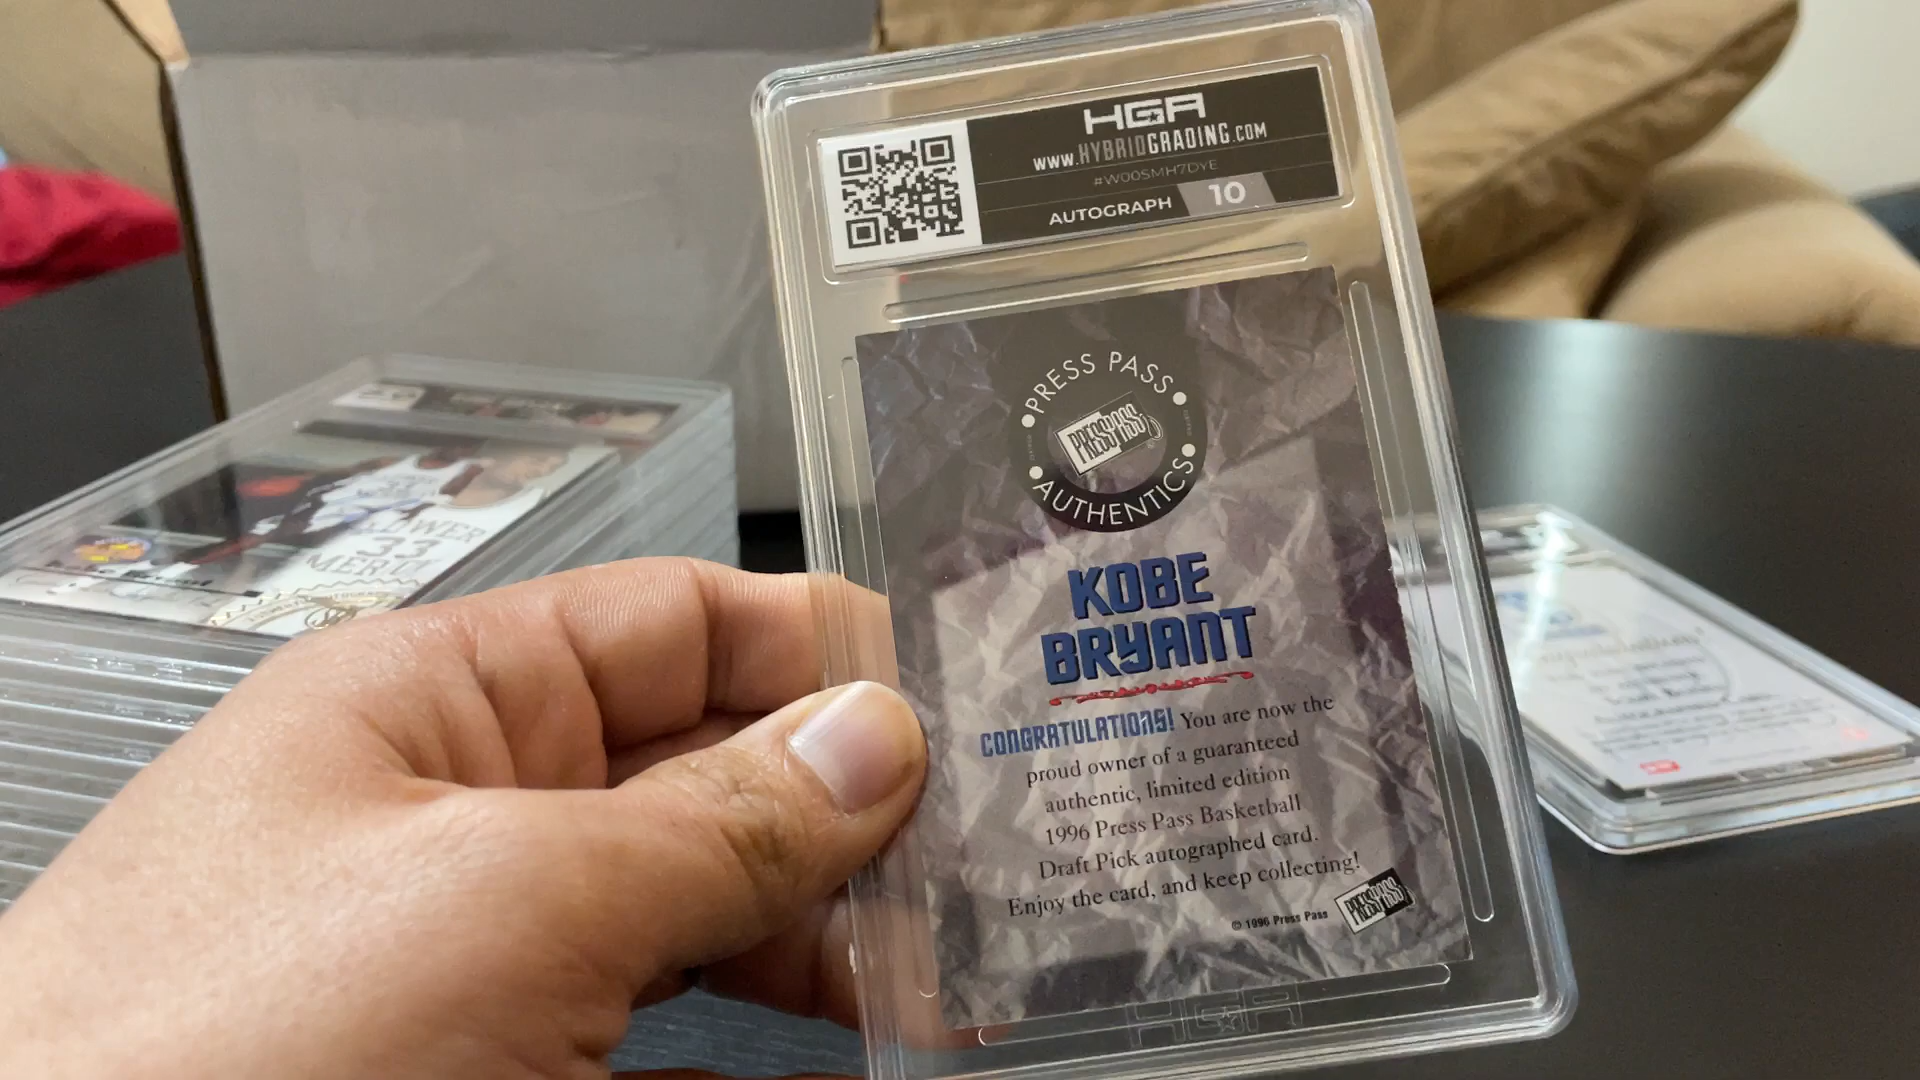 HGA
WWW.HYBRIDGRADING.COM
#W00SMH7DYE
AUTOGRAPH 10
PRESS PASS
PRESS PASS
AUTHENTICS
KOBE
BRYANT
CONGRATULATIONS! You are now the
proud owner of a guaranteed
authentic, limited edition
1996 Press Pass Basketball
Draft Pick autographed card.
Enjoy the card, and keep collecting!
© 1996 Press Pass
PRESS PASS
HGA
LOWER
33
MERION